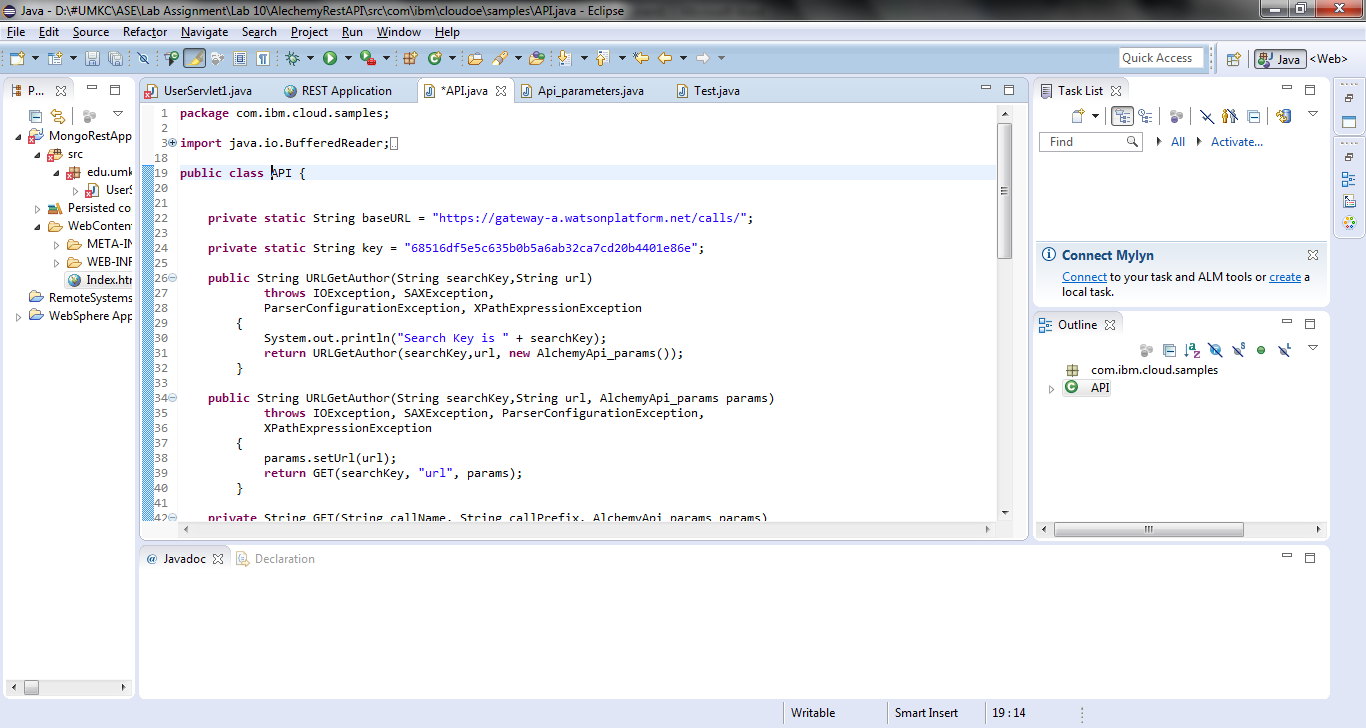 Java - D:\#UMKC\ASE\Lab Assignment\Lab 10\AlechemyRestAPI\src\com\ibm\cloudoe\samples\API.java - Eclipse
File Edit Source Refactor Navigate Search Project Run Window Help
Quick Access
Java
<Web>
P...
MongoRestApp
src
edu.umk
UserS
Persisted co
WebConten
META-IN
WEB-INF
Index.htm
RemoteSystems
WebSphere App
UserServlet1.java
REST Application
*API.java
Api_parameters.java
Test.java
1 package com.ibm.cloud.samples;
2
3 import java.io.BufferedReader;
18
19 public class API {
20
21
22 private static String baseURL = "https://gateway-a.watsonplatform.net/calls/";
23
24 private static String key = "68516df5e5c635b0b5a6ab32ca7cd20b4401e86e";
25
26 public String URLGetAuthor(String searchKey,String url)
27 throws IOException, SAXException,
28 ParserConfigurationException, XPathExpressionException
29 {
30 System.out.println("Search Key is " + searchKey);
31 return URLGetAuthor(searchKey,url, new AlchemyApi_params());
32 }
33
34 public String URLGetAuthor(String searchKey,String url, AlchemyApi_params params)
35 throws IOException, SAXException, ParserConfigurationException,
36 XPathExpressionException
37 {
38 params.setUrl(url);
39 return GET(searchKey, "url", params);
40 }
41
42 private String GET(String callName, String callPrefix, AlchemyApi_params params)
Task List
Find
All
Activate...
Connect Mylyn
Connect to your task and ALM tools or create a
local task.
Outline
com.ibm.cloud.samples
API
@ Javadoc
Declaration
Writable
Smart Insert
19 : 14